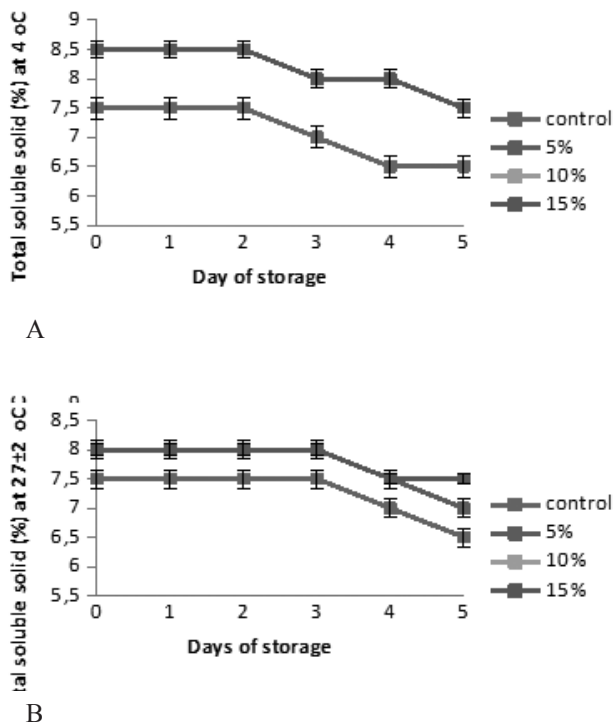 Total soluble solid (%) at 4 oC
9
8,5
8
7,5
7
6,5
6
5,5
0 1 2 3 4 5
Day of storage
control
5%
10%
15%
A
tal soluble solid (%) at 27±2 oC
8,5
8
7,5
7
6,5
6
5,5
0 1 2 3 4 5
Days of storage
control
5%
10%
15%
B